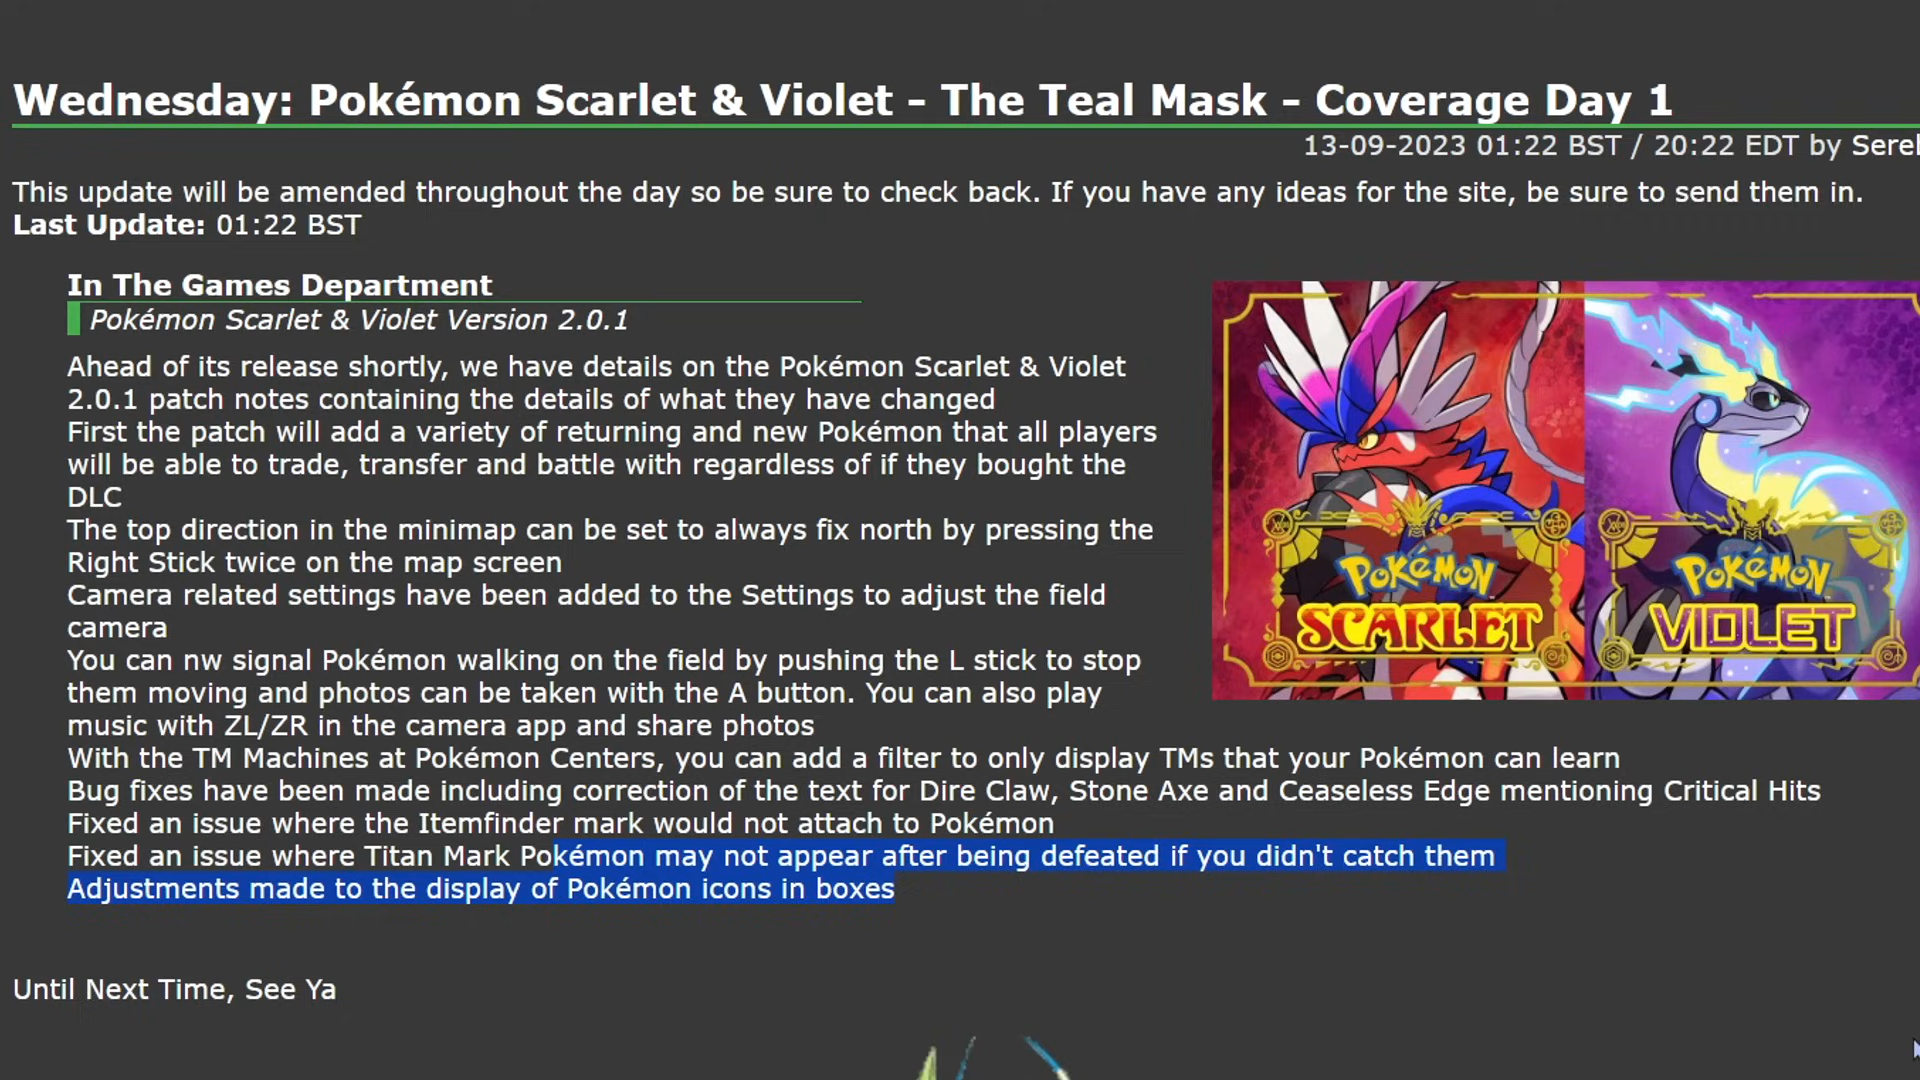 Wednesday: Pokémon Scarlet & Violet - The Teal Mask - Coverage Day 1
13-09-2023 01:22 BST / 20:22 EDT by
This update will be amended throughout the day so be sure to check back. If you have any ideas for the site, be sure to send them in.
Last Update: 01:22 BST
In The Games Department
Pokémon Scarlet & Violet Version 2.0.1
Ahead of its release shortly, we have details on the Pokémon Scarlet & Violet
2.0.1 patch notes containing the details of what they have changed
First the patch will add a variety of returning and new Pokémon that all players
will be able to trade, transfer and battle with regardless of if they bought the
DLC
The top direction in the minimap can be set to always fix north by pressing the
Right Stick twice on the map screen
Camera related settings have been added to the Settings to adjust the field
camera
You can nw signal Pokémon walking on the field by pushing the L stick to stop
them moving and photos can be taken with the A button. You can also play
music with ZL/ZR in the camera app and share photos
With the TM Machines at Pokémon Centers, you can add a filter to only display TMs that your Pokémon can learn
Bug fixes have been made including correction of the text for Dire Claw, Stone Axe and Ceaseless Edge mentioning Critical Hits
Fixed an issue where the Itemfinder mark would not attach to Pokémon
Fixed an issue where Titan Mark Pokémon may not appear after being defeated if you didn't catch them
Adjustments made to the display of Pokémon icons in boxes
Pokémon
SCARLET
Pokémon
VIOLET
Until Next Time, See Ya